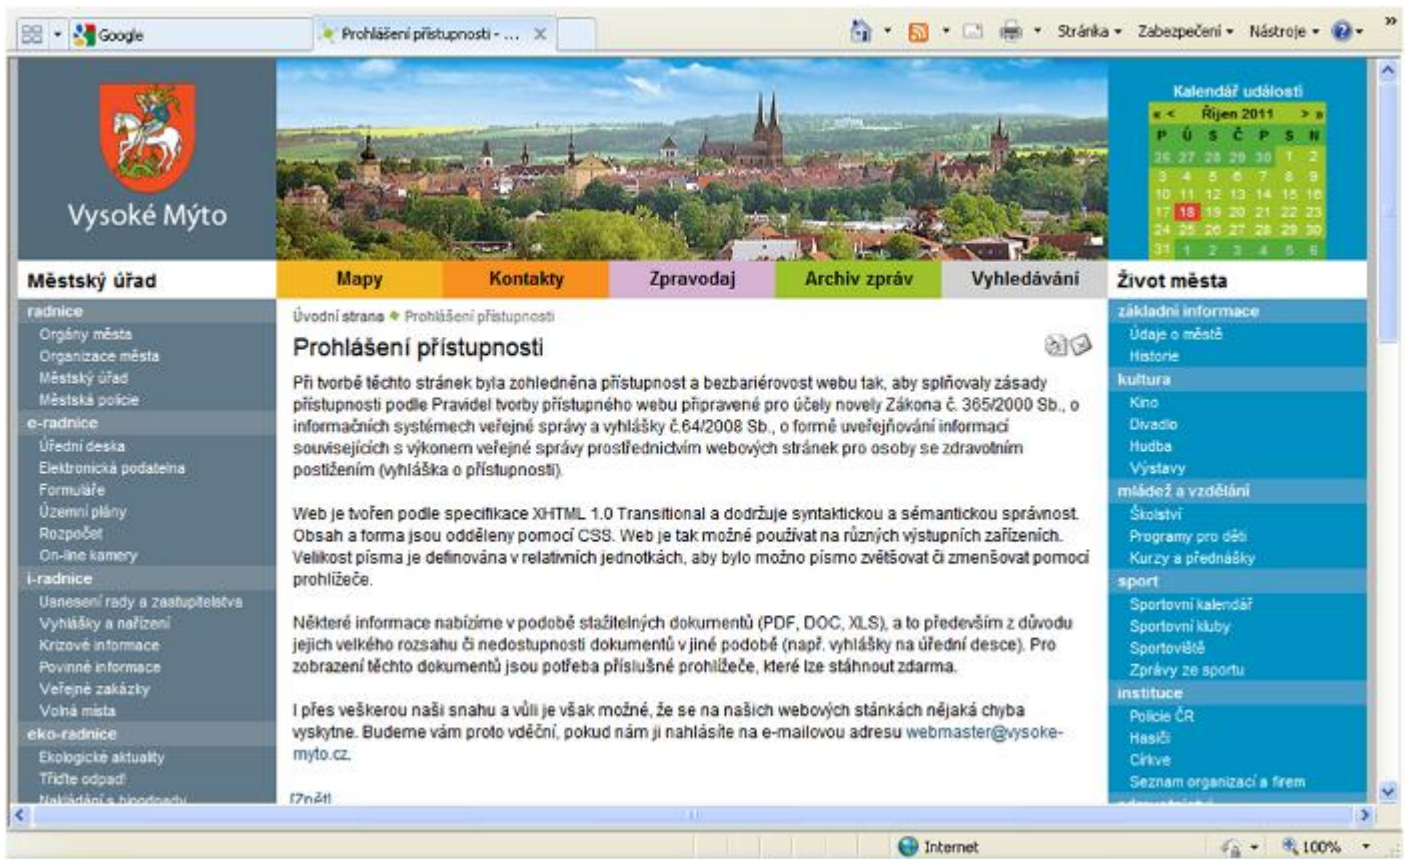 Google
Prohlášení přístupnosti - ...
Stránka
Zabezpečení
Nástroje
Vysoké Mýto
Kalendář událostí
« < Říjen 2011 > »
P Ú S Č P S N
26 27 28 29 30 1 2
3 4 5 6 7 8 9
10 11 12 13 14 15 16
17 18 19 20 21 22 23
24 25 26 27 28 29 30
31 1 2 3 4 5 6
Městský úřad
radnice
Orgány města
Organizace města
Městský úřad
Městská policie
e-radnice
Úřední deska
Elektronická podatelna
Formuláře
Územní plány
Rozpočet
On-line kamery
i-radnice
Usnesení rady a zastupitelstva
Vyhlášky a nařízení
Krizové informace
Povinné informace
Veřejné zakázky
Volná místa
eko-radnice
Ekologické aktuality
Třiďte odpad!
Nakládání s bioodpady
Mapy
Kontakty
Zpravodaj
Archiv zpráv
Vyhledávání
Úvodní strana Prohlášení přístupnosti
Prohlášení přístupnosti
Při tvorbě těchto stránek byla zohledněna přístupnost a bezbariérovost webu tak, aby splňovaly zásady
přístupnosti podle Pravidel tvorby přístupného webu připravené pro účely novely Zákona č. 365/2000 Sb., o
informačních systémech veřejné správy a vyhlášky č.64/2008 Sb., o formě uveřejňování informací
souvisejících s výkonem veřejné správy prostřednictvím webových stránek pro osoby se zdravotním
postižením (vyhláška o přístupnosti).
Web je tvořen podle specifikace XHTML 1.0 Transitional a dodržuje syntaktickou a sémantickou správnost.
Obsah a forma jsou odděleny pomocí CSS. Web je tak možné používat na různých výstupních zařízeních.
Velikost písma je definována v relativních jednotkách, aby bylo možno písmo zvětšovat či zmenšovat pomocí
prohlížeče.
Některé informace nabízíme v podobě stažitelných dokumentů (PDF, DOC, XLS), a to především z důvodu
jejich velkého rozsahu či nedostupnosti dokumentů v jiné podobě (např. vyhlášky na úřední desce). Pro
zobrazení těchto dokumentů jsou potřeba příslušné prohlížeče, které lze stáhnout zdarma.
I přes veškerou naši snahu a vůli je však možné, že se na našich webových stánkách nějaká chyba
vyskytne. Budeme vám proto vděční, pokud nám ji nahlásíte na e-mailovou adresu webmaster@vysoke-
myto.cz.
[Zpět]
Život města
základní informace
Údaje o městě
Historie
kultura
Kino
Divadlo
Hudba
Výstavy
mládež a vzdělání
Školství
Programy pro děti
Kurzy a přednášky
sport
Sportovní kalendář
Sportovní kluby
Sportoviště
Zprávy ze sportu
instituce
Policie ČR
Hasiči
Církve
Seznam organizací a firem
zdravotnictví
Internet
100%